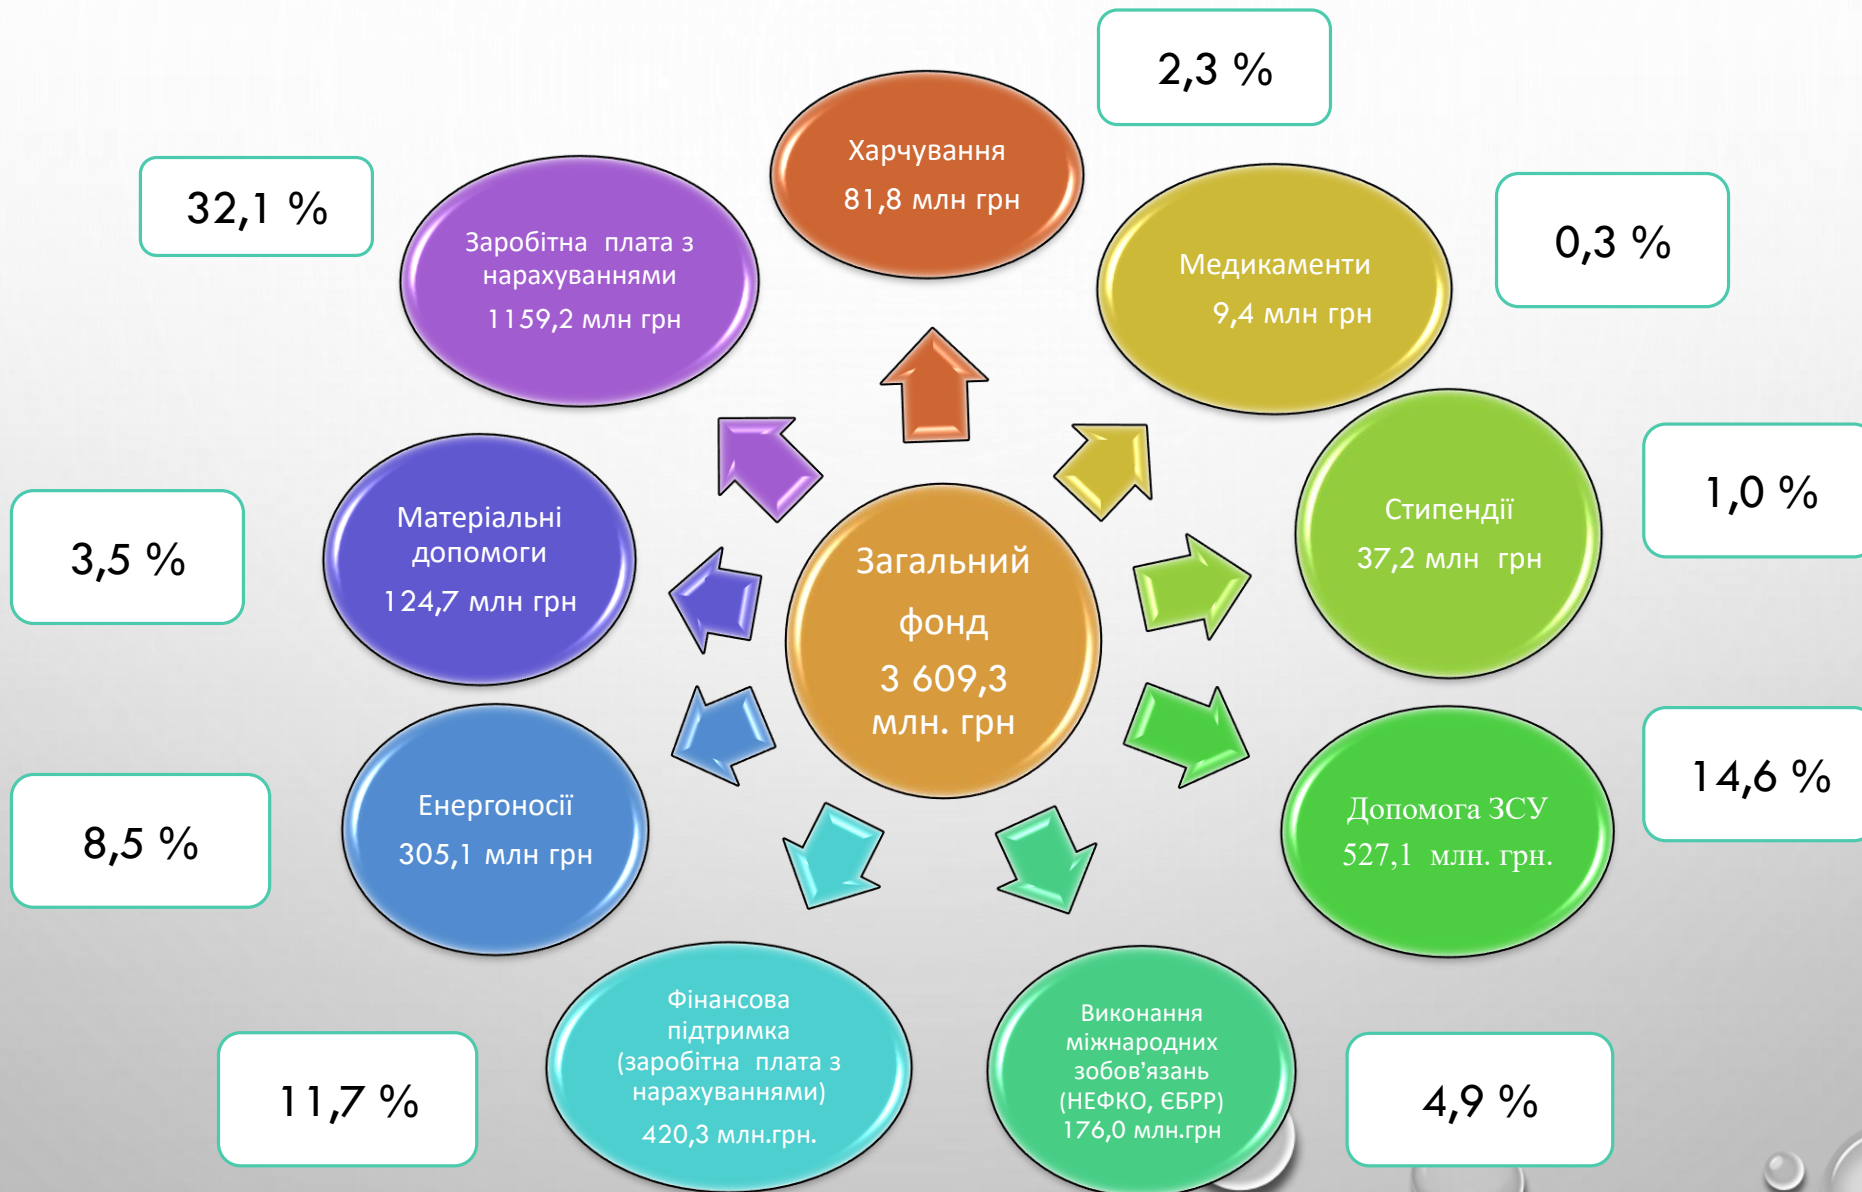 2,3 %
Харчування
81,8 млн грн
32,1 %
Заробітна плата з
нарахуваннями
1159,2 млн грн
Медикаменти
9,4 млн грн
0,3 %
Матеріальні
допомоги
124,7 млн грн
3,5 %
Загальний
фонд
3 609,3
млн. грн
Стипендії
37,2 млн грн
1,0 %
Енергоносії
305,1 млн грн
8,5 %
Допомога ЗСУ
527,1 млн. грн.
14,6 %
Фінансова
підтримка
(заробітна плата з
нарахуваннями)
420,3 млн.грн.
11,7 %
Виконання
міжнародних
зобов'язань
(НЕФКО, ЄБРР)
176,0 млн.грн
4,9 %